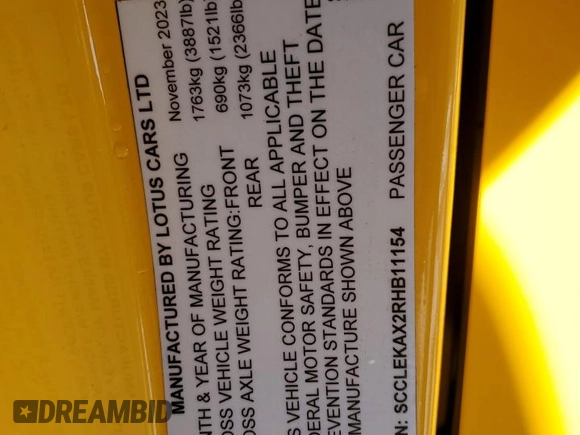 MANUFACTURED BY LOTUS CARS LTD
NTH & YEAR OF MANUFACTURING November 2023
OSS VEHICLE WEIGHT RATING 1763kg (3887lb)
OSS AXLE WEIGHT RATING: FRONT 690kg (1521lb
REAR 1073kg (2366lb
S VEHICLE CONFORMS TO ALL APPLICABLE
DERAL MOTOR SAFETY, BUMPER AND THEFT
EVENTION STANDARDS IN EFFECT ON THE DATE
MANUFACTURE SHOWN ABOVE
N: SCCLEKAX2RHB11154 PASSENGER CAR
DREAMBID